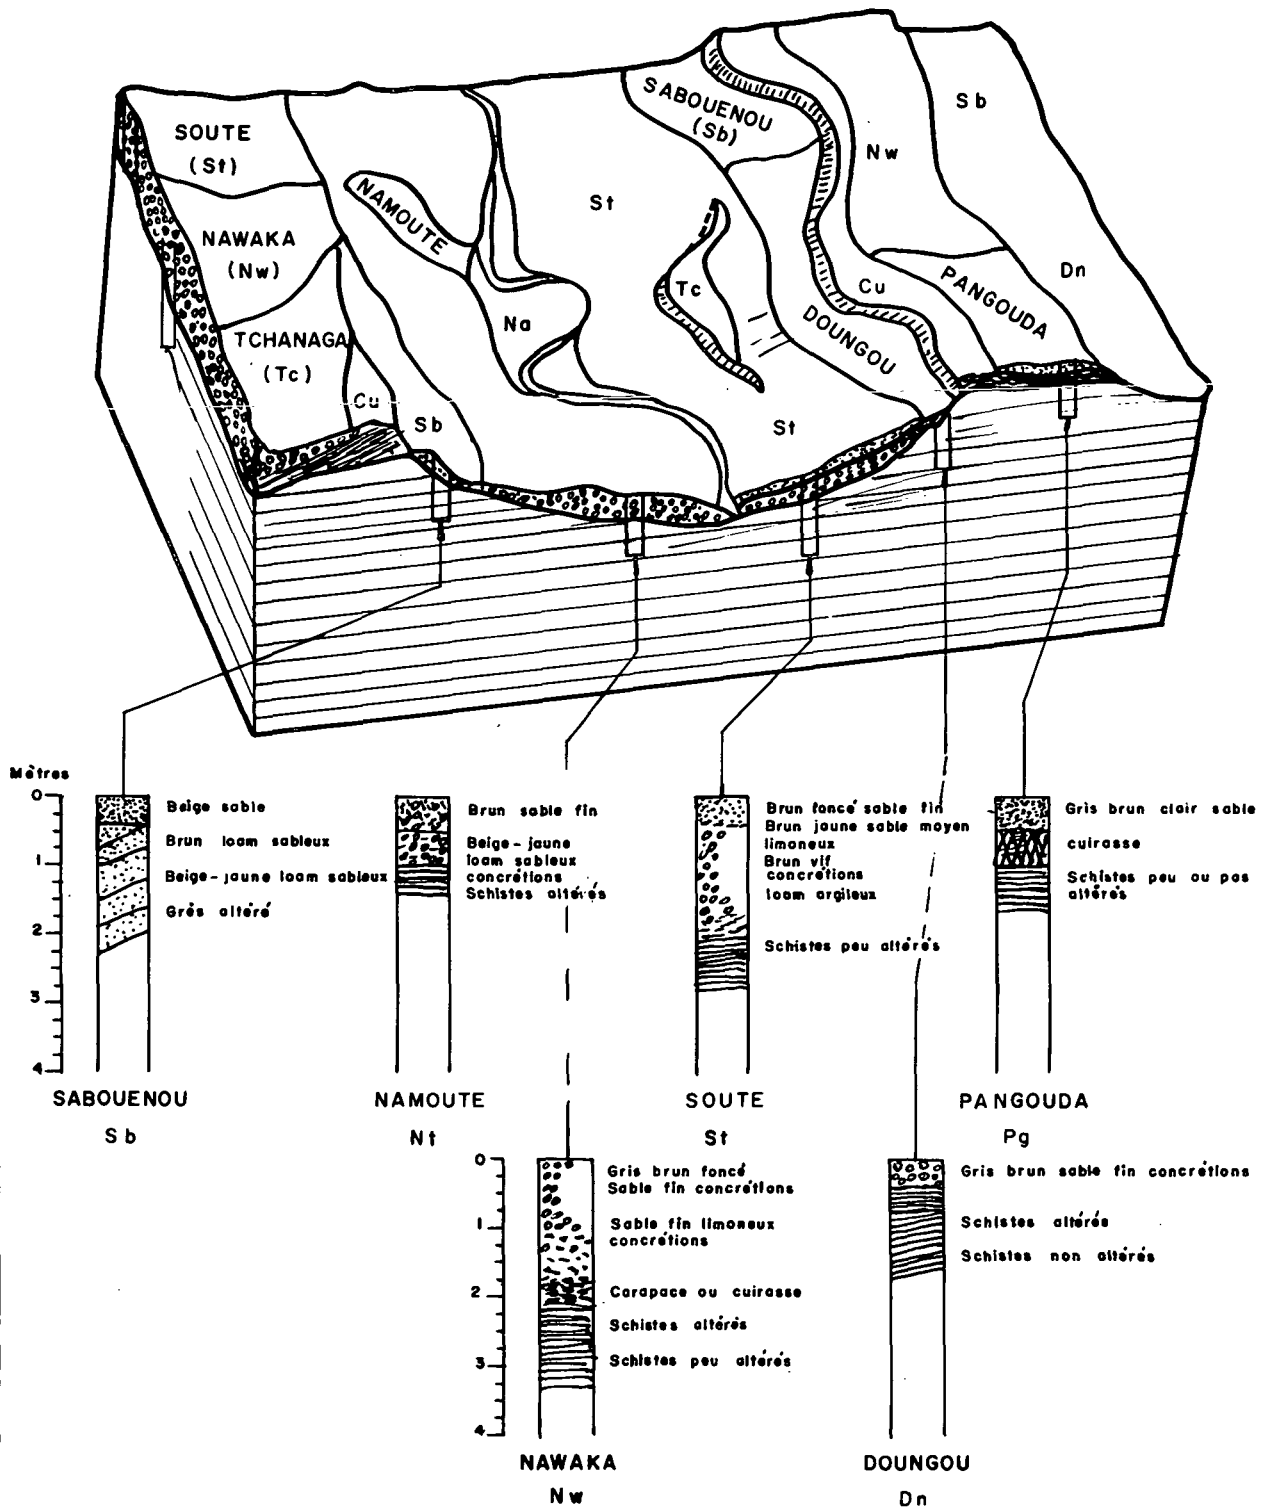 SOUTE
(St)
NAWAKA
(Nw)
TCHANAGA
(Tc)
Cu
Sb
NAMOUTE
Na
St
SABOUENOU
(Sb)
Tc
St
DOUNGOU
Nw
Cu
Sb
PANGOUDA
Dn
Mètres
0
1
2
3
4
Beige sable
Brun loam sableux
Beige-jaune loam sableux
Grès altéré
SABOUENOU
Sb
Brun sable fin
Beige-jaune
loam sableux
concrétions
Schistes altérés
NAMOUTE
Nt
Brun foncé sable fin
Brun jaune sable moyen
limoneux
Brun vif
concrétions
loam argileux
Schistes peu altérés
SOUTE
St
Gris brun clair sable
cuirasse
Schistes peu ou pas
altérés
PANGOUDA
Pg
0
1
2
3
4
Gris brun foncé
Sable fin concrétions
Sable fin limoneux
concrétions
Carapace ou cuirasse
Schistes altérés
Schistes peu altérés
NAWAKA
Nw
Gris brun sable fin concrétions
Schistes altérés
Schistes non altérés
DOUNGOU
Dn